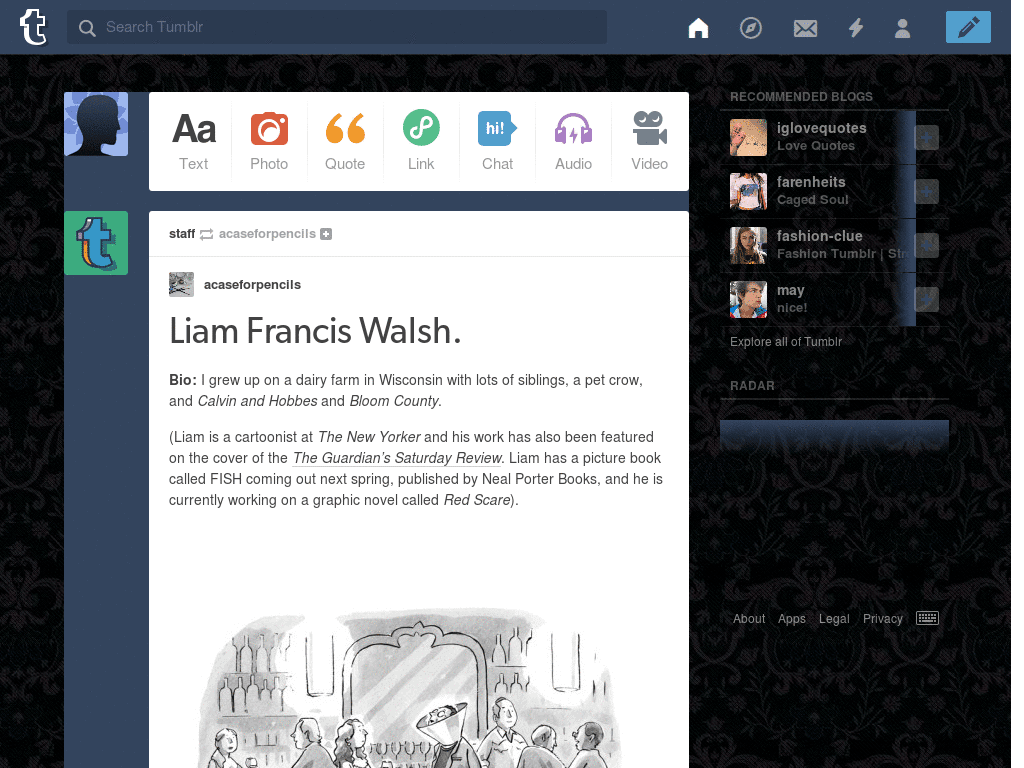 Search Tumblr
Aa
hi!
Text Photo Quote Link Chat Audio Video
staff acaseforpencils
acaseforpencils
Liam Francis Walsh.
Bio: I grew up on a dairy farm in Wisconsin with lots of siblings, a pet crow,
and Calvin and Hobbes and Bloom County.
(Liam is a cartoonist at The New Yorker and his work has also been featured
on the cover of the The Guardian's Saturday Review. Liam has a picture book
called FISH coming out next spring, published by Neal Porter Books, and he is
currently working on a graphic novel called Red Scare).
RECOMMENDED BLOGS
iglovequotes
Love Quotes
farenheits
Caged Soul
fashion-clue
Fashion Tumblr |
may
nice!
Explore all of Tumblr
RADAR
About Apps Legal Privacy